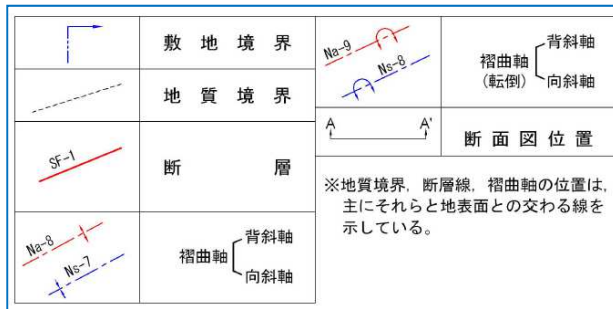 敷地境界
地質境界
SF-1
断層
Na-8
Ns-7
褶曲軸
背斜軸
向斜軸
Na-9
Ns-8
褶曲軸
(転倒)
背斜軸
向斜軸
A A'
断面図位置
※地質境界，断層線，褶曲軸の位置は，
主にそれらと地表面との交わる線を
示している。